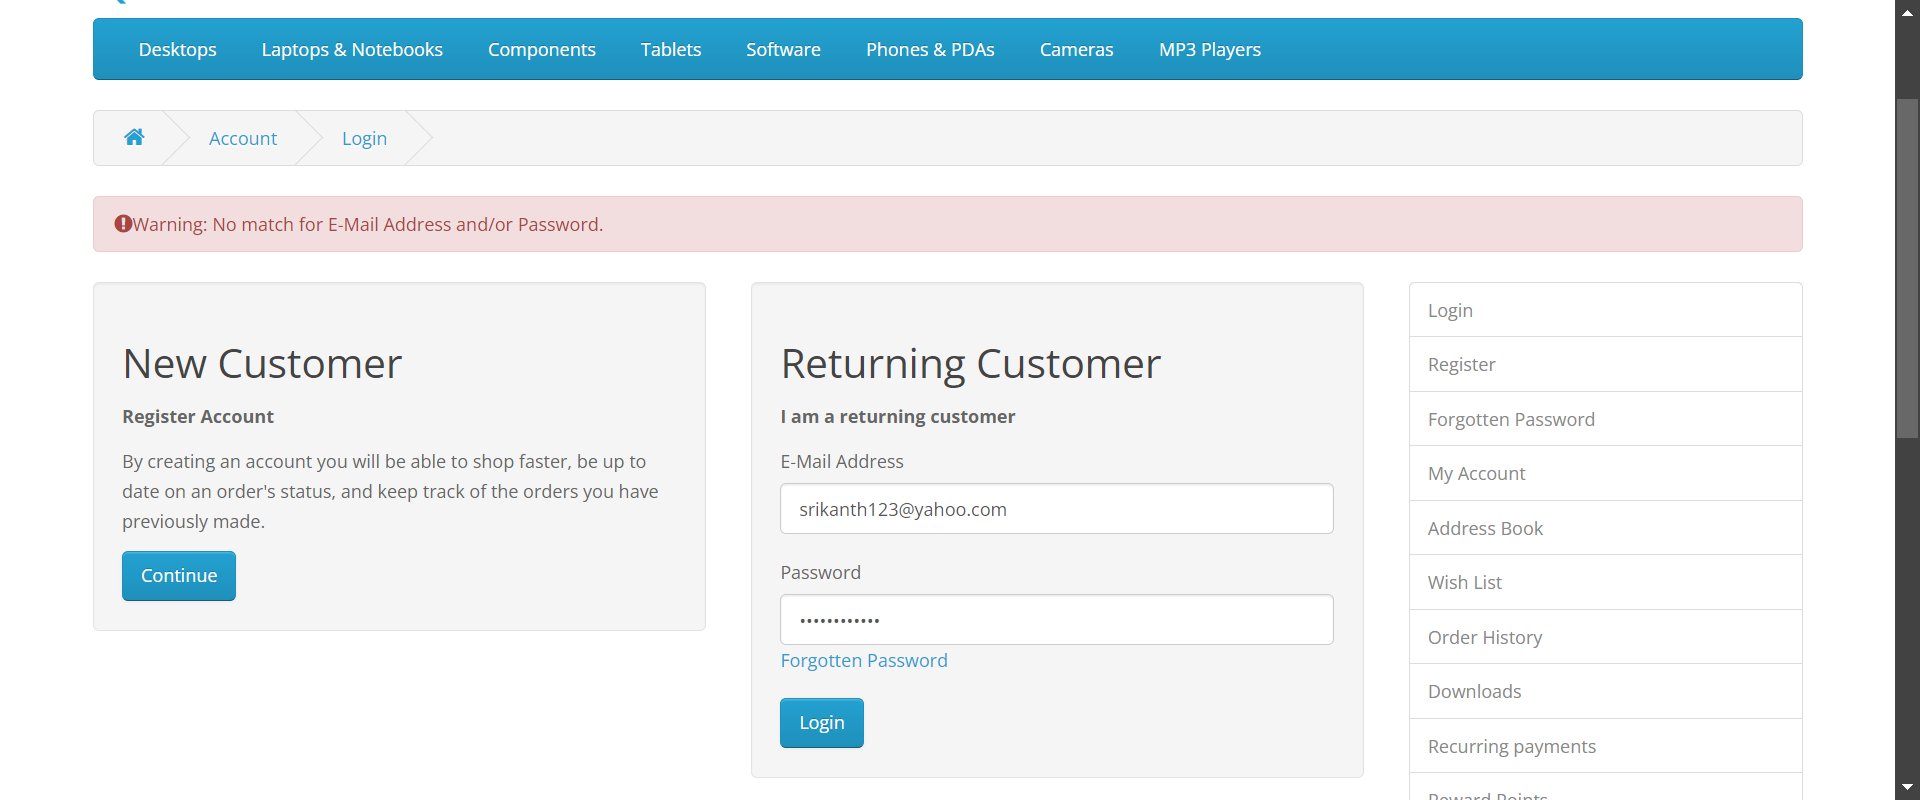 Desktops Laptops & Notebooks Components Tablets Software Phones & PDAs Cameras MP3 Players
Account Login
Warning: No match for E-Mail Address and/or Password.
New Customer
Register Account
By creating an account you will be able to shop faster, be up to
date on an order's status, and keep track of the orders you have
previously made.
Continue
Returning Customer
I am a returning customer
E-Mail Address
srikanth123@yahoo.com
Password
••••••••••••
Forgotten Password
Login
Login
Register
Forgotten Password
My Account
Address Book
Wish List
Order History
Downloads
Recurring payments
Reward Points